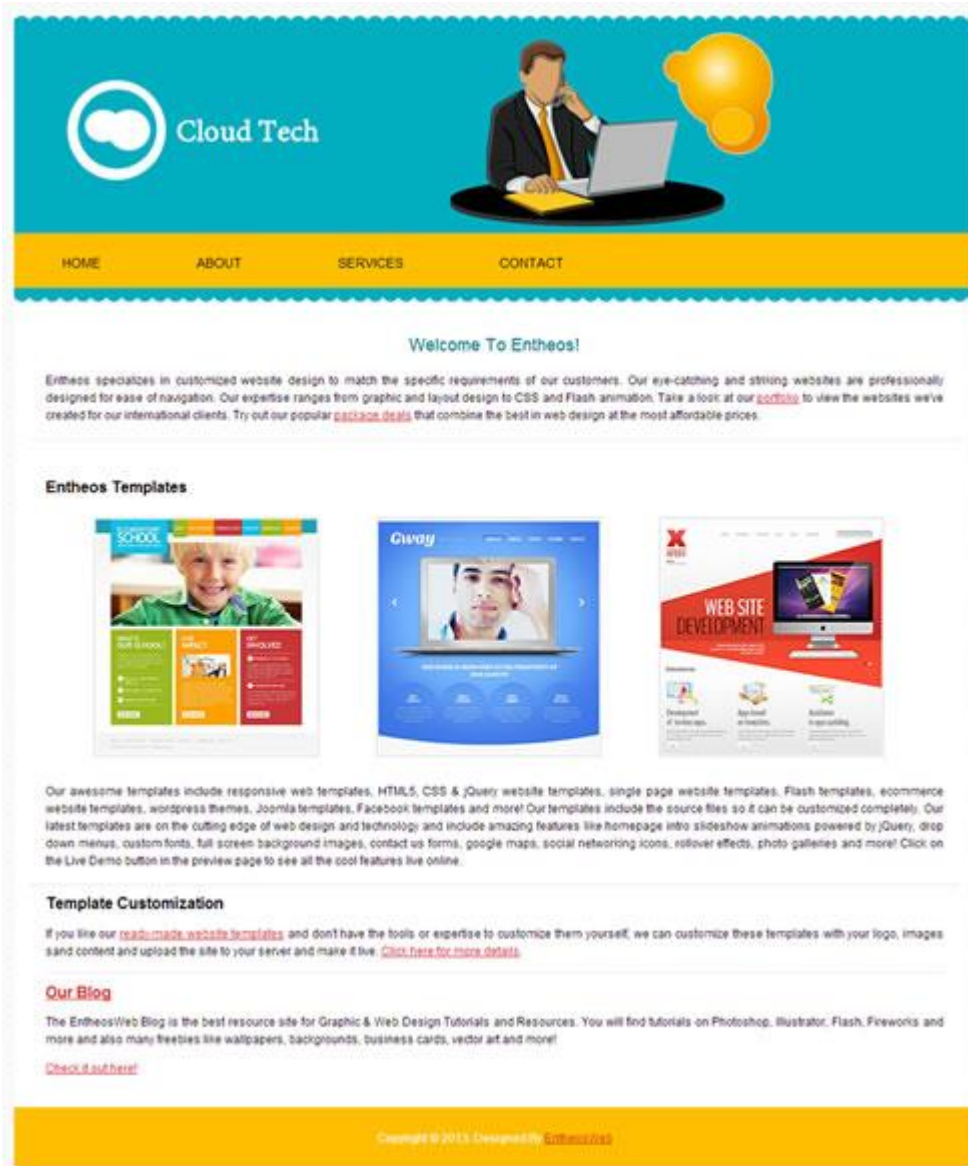 Cloud Tech
HOME ABOUT SERVICES CONTACT
Welcome To Entheos!
Entheos specializes in customized website design to match the specific requirements of our customers. Our eye-catching and striking websites are professionally
designed for ease of navigation. Our expertise ranges from graphic and layout design to CSS and Flash animation. Take a look at our portfolio to view the websites we've
created for our international clients. Try out our popular package deals that combine the best in web design at the most affordable prices.
Entheos Templates
SCHOOL
WHAT'S OUR SCHOOL?
OUR IMPACT
GET INVOLVED
Gway
WEB SITE
DEVELOPMENT
Our awesome templates include responsive web templates, HTML5, CSS & jQuery website templates, single page website templates, Flash templates, ecommerce
website templates, wordpress themes, Joomla templates, Facebook templates and more! Our templates include the source files so it can be customized completely. Our
latest templates are on the cutting edge of web design and technology and include amazing features like homepage intro slideshow animations powered by jQuery, drop
down menus, custom fonts, full screen background images, contact us forms, google maps, social networking icons, rollover effects, photo galleries and more! Click on
the Live Demo button in the preview page to see all the cool features live online.
Template Customization
If you like our ready-made website templates and don't have the tools or expertise to customize them yourself, we can customize these templates with your logo, images
sand content and upload the site to your server and make it live. Click here for more details.
Our Blog
The EntheosWeb Blog is the best resource site for Graphic & Web Design Tutorials and Resources. You will find tutorials on Photoshop, Illustrator, Flash, Fireworks and
more and also many freebies like wallpapers, backgrounds, business cards, vector art and more!
Check it out here!
Copyright © 2013. Designed By EntheosWeb